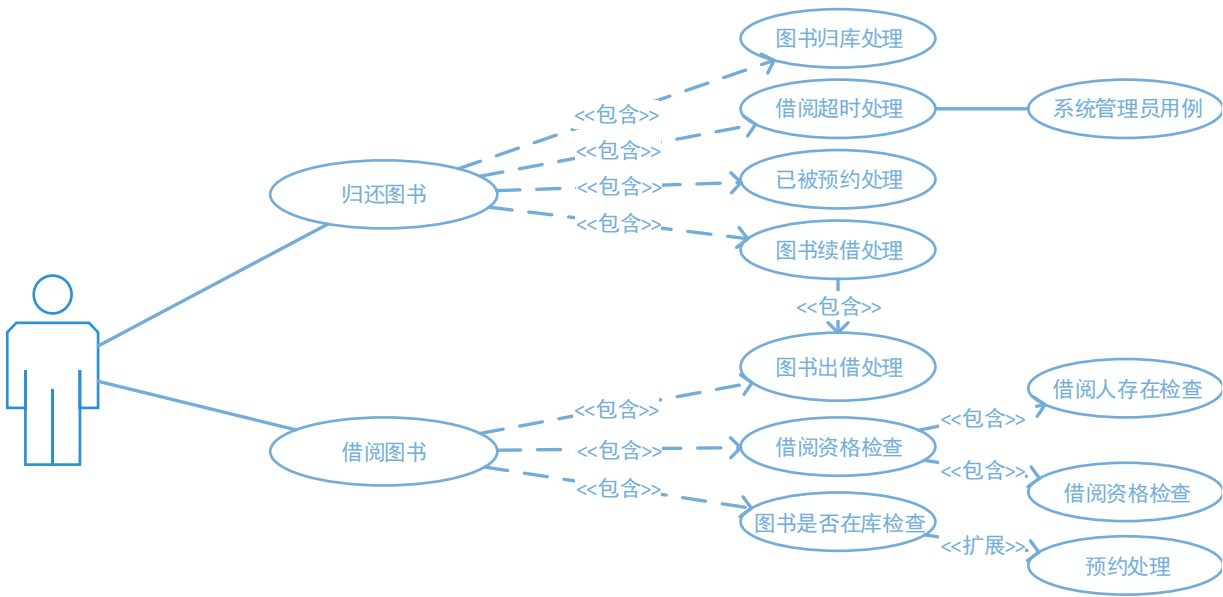 图书归库处理
<<包含>>
借阅超时处理
系统管理员用例
<<包含>>
归还图书
<<包含>>
已被预约处理
<<包含>>
图书续借处理
<<包含>>
图书出借处理
<<包含>>
<<包含>>
借阅人存在检查
借阅图书
<<包含>>
借阅资格检查
<<包含>>
借阅资格检查
<<包含>>
图书是否在库检查
<<扩展>>
预约处理